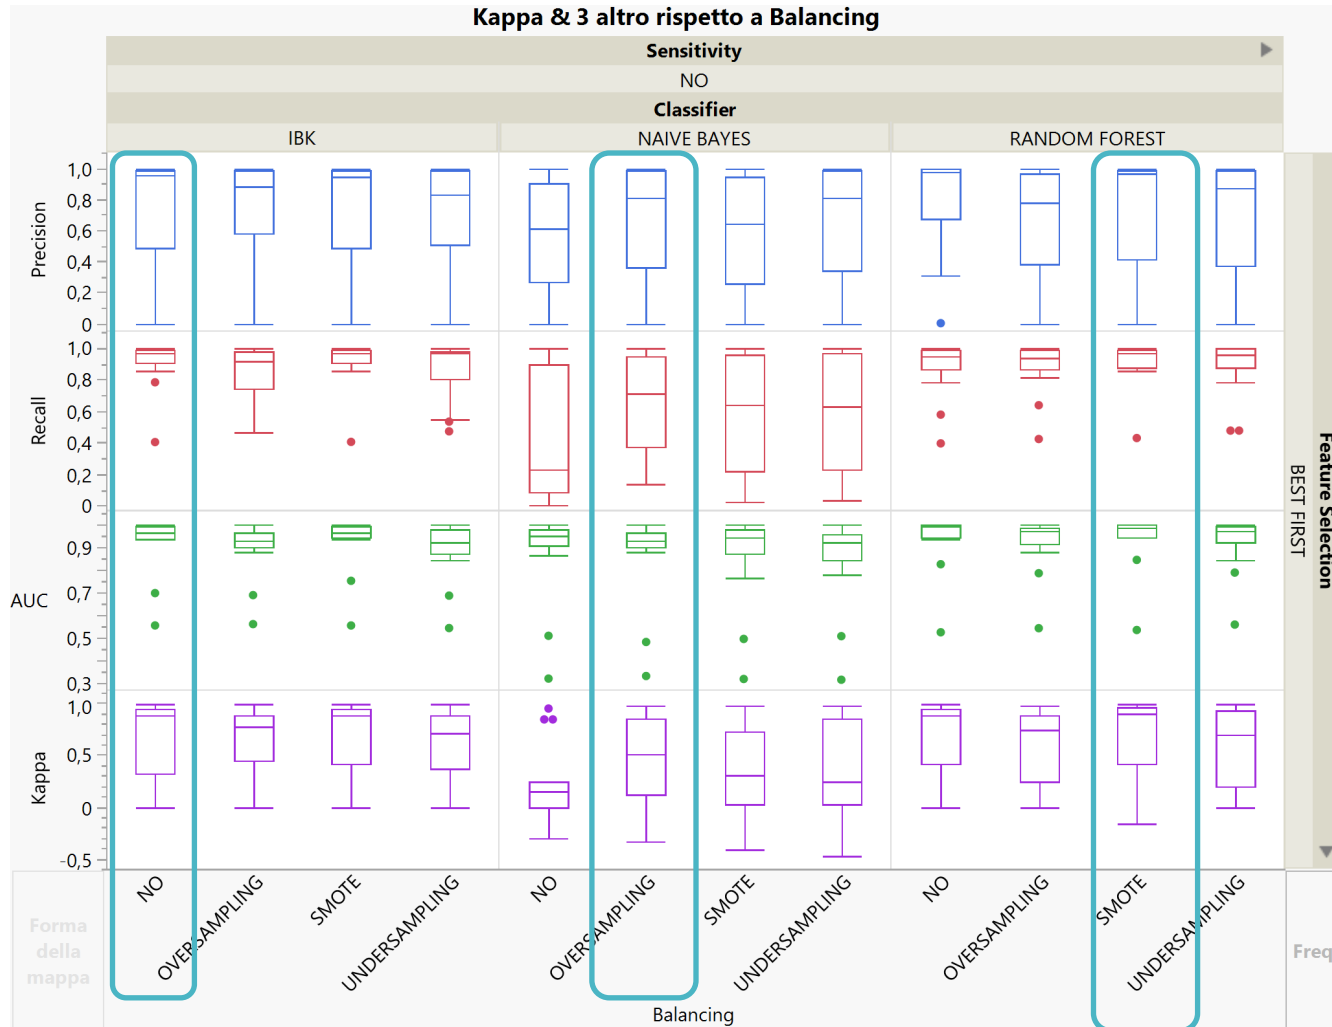 Kappa & 3 altro rispetto a Balancing
Sensitivity
NO
Classifier
IBK
NAIVE BAYES
RANDOM FOREST
Precision
1,0
0,8
0,6
0,4
0,2
0
Recall
1,0
0,8
0,6
0,4
0,2
0
AUC
0,9
0,7
0,5
0,3
Kappa
1,0
0,5
0
-0,5
BEST FIRST
Feature Selection
NO
OVERSAMPLING
SMOTE
UNDERSAMPLING
NO
OVERSAMPLING
SMOTE
UNDERSAMPLING
NO
OVERSAMPLING
SMOTE
UNDERSAMPLING
Forma
della
mappa
Freq
Balancing